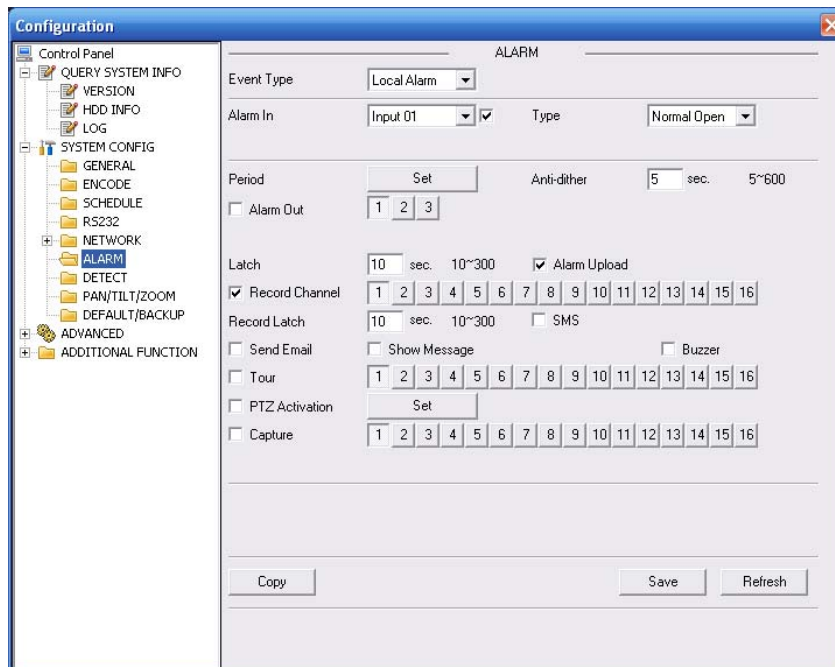 Configuration
Control Panel
QUERY SYSTEM INFO
VERSION
HDD INFO
LOG
SYSTEM CONFIG
GENERAL
ENCODE
SCHEDULE
RS232
NETWORK
ALARM
DETECT
PAN/TILT/ZOOM
DEFAULT/BACKUP
ADVANCED
ADDITIONAL FUNCTION
ALARM
Event Type Local Alarm
Alarm In Input 01 Type Normal Open
Period Set Anti-dither 5 sec. 5~600
Alarm Out 1 2 3
Latch 10 sec. 10~300 Alarm Upload
Record Channel 1 2 3 4 5 6 7 8 9 10 11 12 13 14 15 16
Record Latch 10 sec. 10~300 SMS
Send Email Show Message Buzzer
Tour 1 2 3 4 5 6 7 8 9 10 11 12 13 14 15 16
PTZ Activation Set
Capture 1 2 3 4 5 6 7 8 9 10 11 12 13 14 15 16
Copy Save Refresh